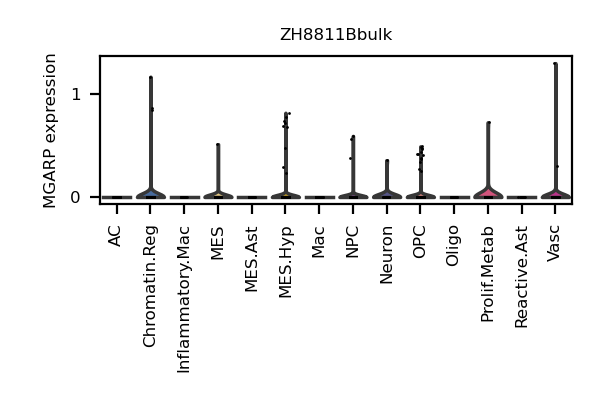 ZH8811Bbulk
MGARP expression
1
0
AC
Chromatin.Reg
Inflammatory.Mac
MES
MES.Ast
MES.Hyp
Mac
NPC
Neuron
OPC
Oligo
Prolif.Metab
Reactive.Ast
Vasc